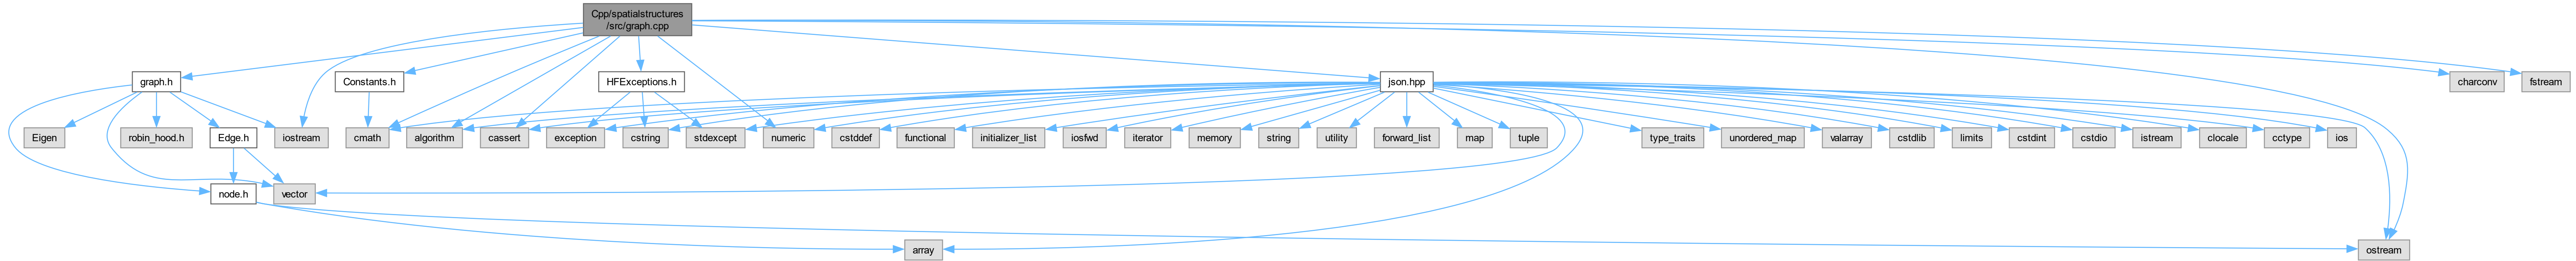 Cpp/spatialstructures
/src/graph.cpp
graph.h
Constants.h
HFExceptions.h
json.hpp
charconv
fstream
Eigen
robin_hood.h
Edge.h
iostream
cmath
algorithm
cassert
exception
cstring
stdexcept
numeric
cstddef
functional
initializer_list
iosfwd
iterator
memory
string
utility
forward_list
map
tuple
type_traits
unordered_map
valarray
cstdlib
limits
cstdint
cstdio
istream
clocale
cctype
ios
node.h
vector
array
ostream